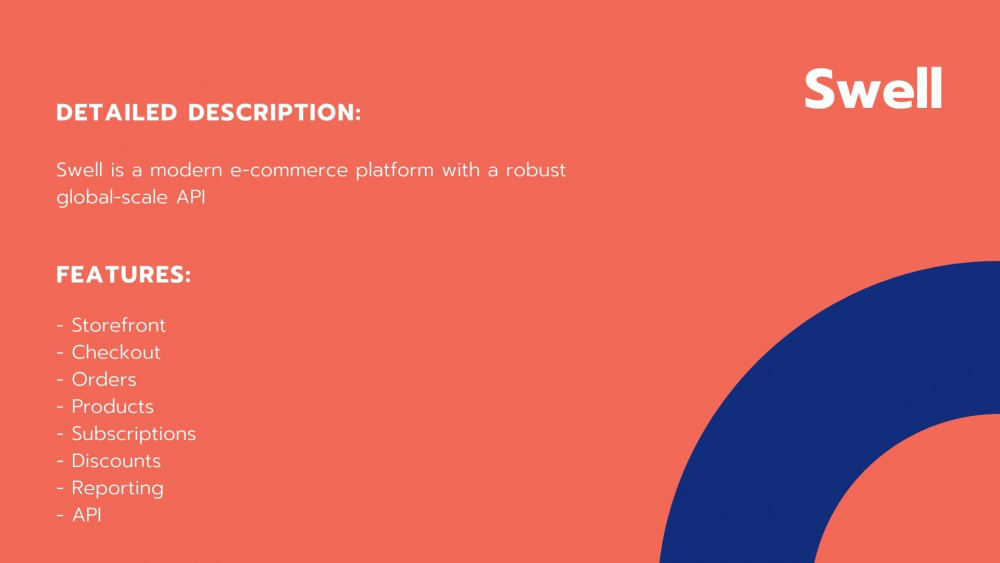 Swell
DETAILED DESCRIPTION:
Swell is a modern e-commerce platform with a robust
global-scale API
FEATURES:
- Storefront
- Checkout
- Orders
- Products
- Subscriptions
- Discounts
- Reporting
- API